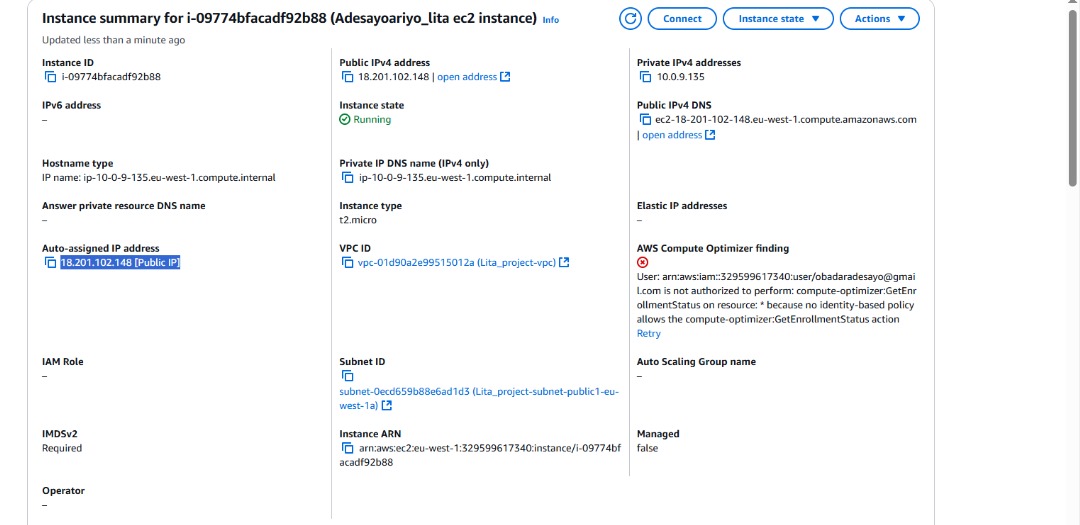 Instance summary for i-09774bfacadf92b88 (Adesayoariyo_lita ec2 instance) Info
Connect
Instance state
Actions
Updated less than a minute ago
Instance ID
i-09774bfacadf92b88
Public IPv4 address
18.201.102.148 | open address
Private IPv4 addresses
10.0.9.135
IPv6 address
–
Instance state
Running
Public IPv4 DNS
ec2-18-201-102-148.eu-west-1.compute.amazonaws.com
| open address
Hostname type
IP name: ip-10-0-9-135.eu-west-1.compute.internal
Private IP DNS name (IPv4 only)
ip-10-0-9-135.eu-west-1.compute.internal
Answer private resource DNS name
–
Instance type
t2.micro
Elastic IP addresses
–
Auto-assigned IP address
18.201.102.148 [Public IP]
VPC ID
vpc-01d90a2e99515012a (Lita_project-vpc)
AWS Compute Optimizer finding
User: arn:aws:iam::329599617340:user/obadaradesayo@gmai
l.com is not authorized to perform: compute-optimizer:GetEnr
ollmentStatus on resource: * because no identity-based policy
allows the compute-optimizer:GetEnrollmentStatus action
Retry
IAM Role
–
Subnet ID
subnet-0ecd659b88e6ad1d3 (Lita_project-subnet-public1-eu-
west-1a)
Auto Scaling Group name
–
IMDSv2
Required
Instance ARN
arn:aws:ec2:eu-west-1:329599617340:instance/i-09774bf
acadf92b88
Managed
false
Operator
–